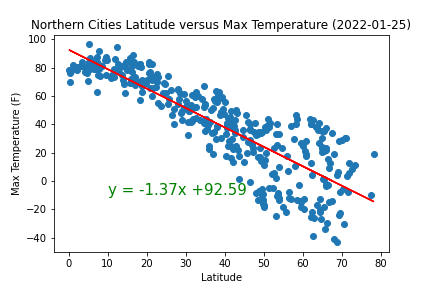 Northern Cities Latitude versus Max Temperature (2022-01-25)
Max Temperature (F)
100
80
60
40
20
0
−20
−40
y = -1.37x +92.59
0 10 20 30 40 50 60 70 80
Latitude